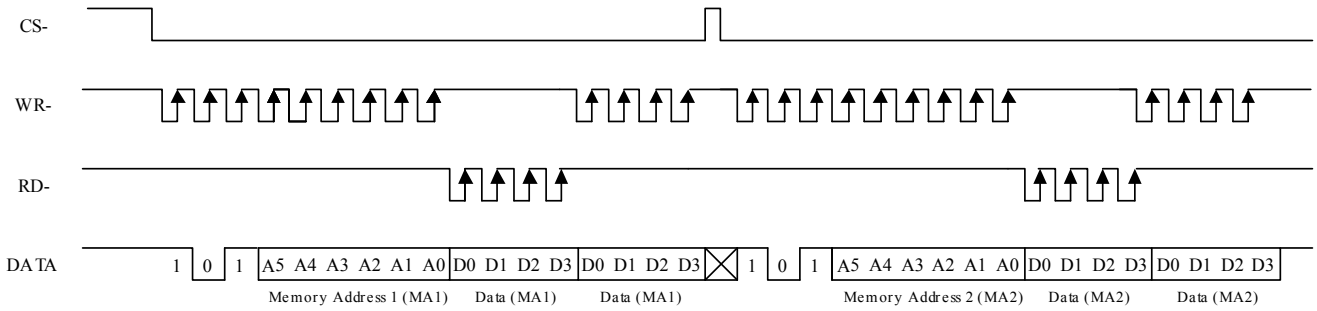 CS-
WR-
RD-
DATA 1 0 1 A5 A4 A3 A2 A1 A0 D0 D1 D2 D3 D0 D1 D2 D3 1 0 1 A5 A4 A3 A2 A1 A0 D0 D1 D2 D3 D0 D1 D2 D3
Memory Address 1 (MA1) Data (MA1) Data (MA1) Memory Address 2 (MA2) Data (MA2) Data (MA2)